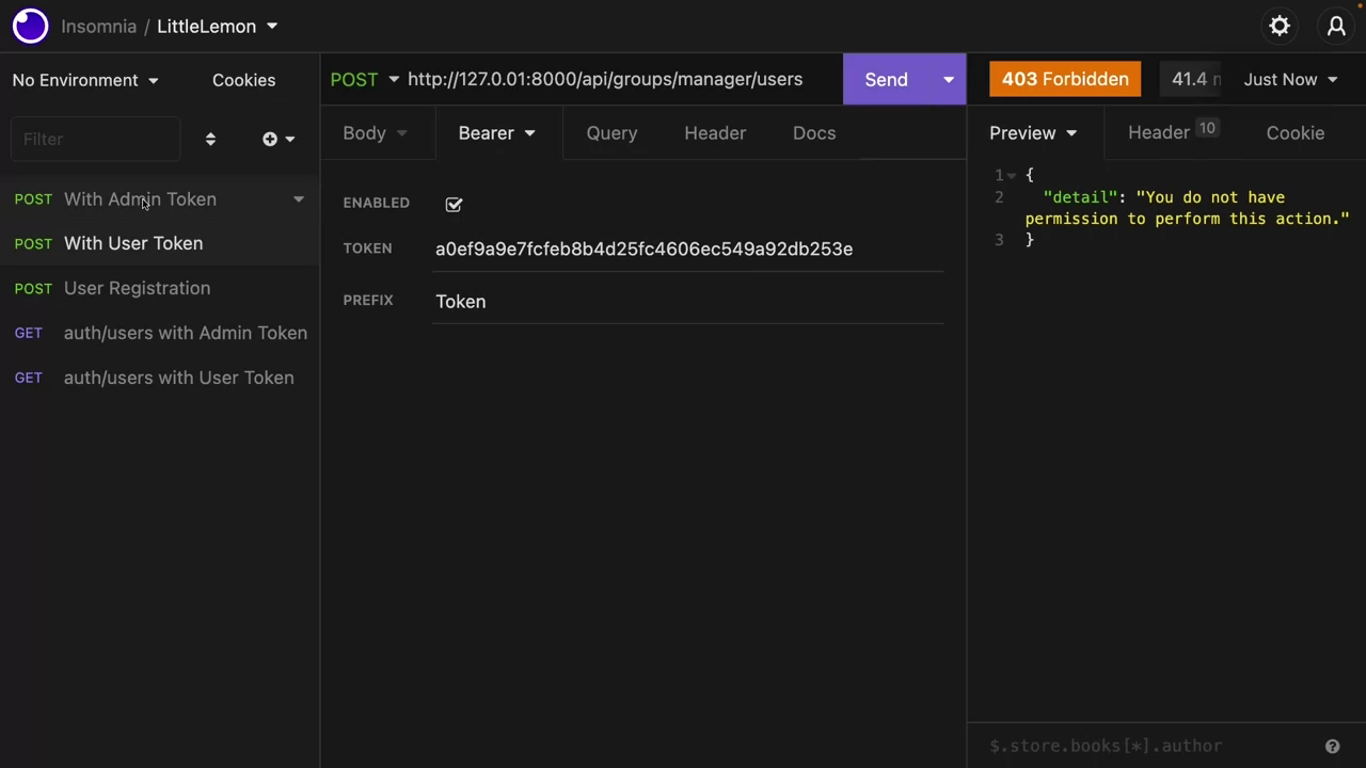 Insomnia / LittleLemon
No Environment
Cookies
POST
http://127.0.01:8000/api/groups/manager/users
Send
403 Forbidden
41.4
Just Now
Filter
Body
Bearer
Query
Header
Docs
Preview
Header 10
Cookie
POST With Admin Token
POST With User Token
POST User Registration
GET auth/users with Admin Token
GET auth/users with User Token
ENABLED
TOKEN a0ef9a9e7fcfeb8b4d25fc4606ec549a92db253e
PREFIX Token
1 {
2 "detail": "You do not have
permission to perform this action."
3 }
$.store.books[*].author